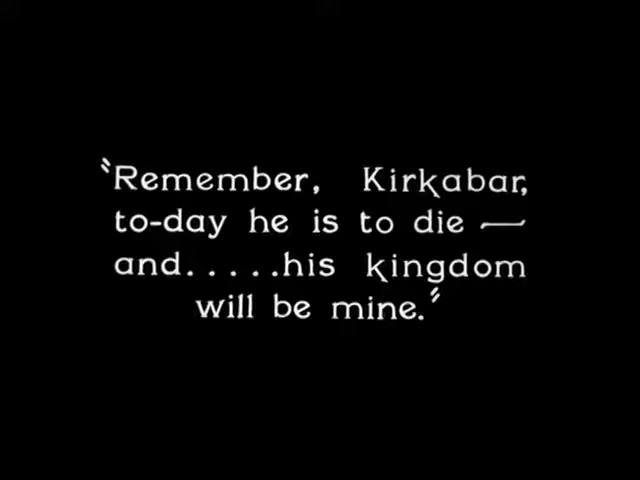 "Remember, Kirkabar,
to-day he is to die —
and.....his kingdom
will be mine."